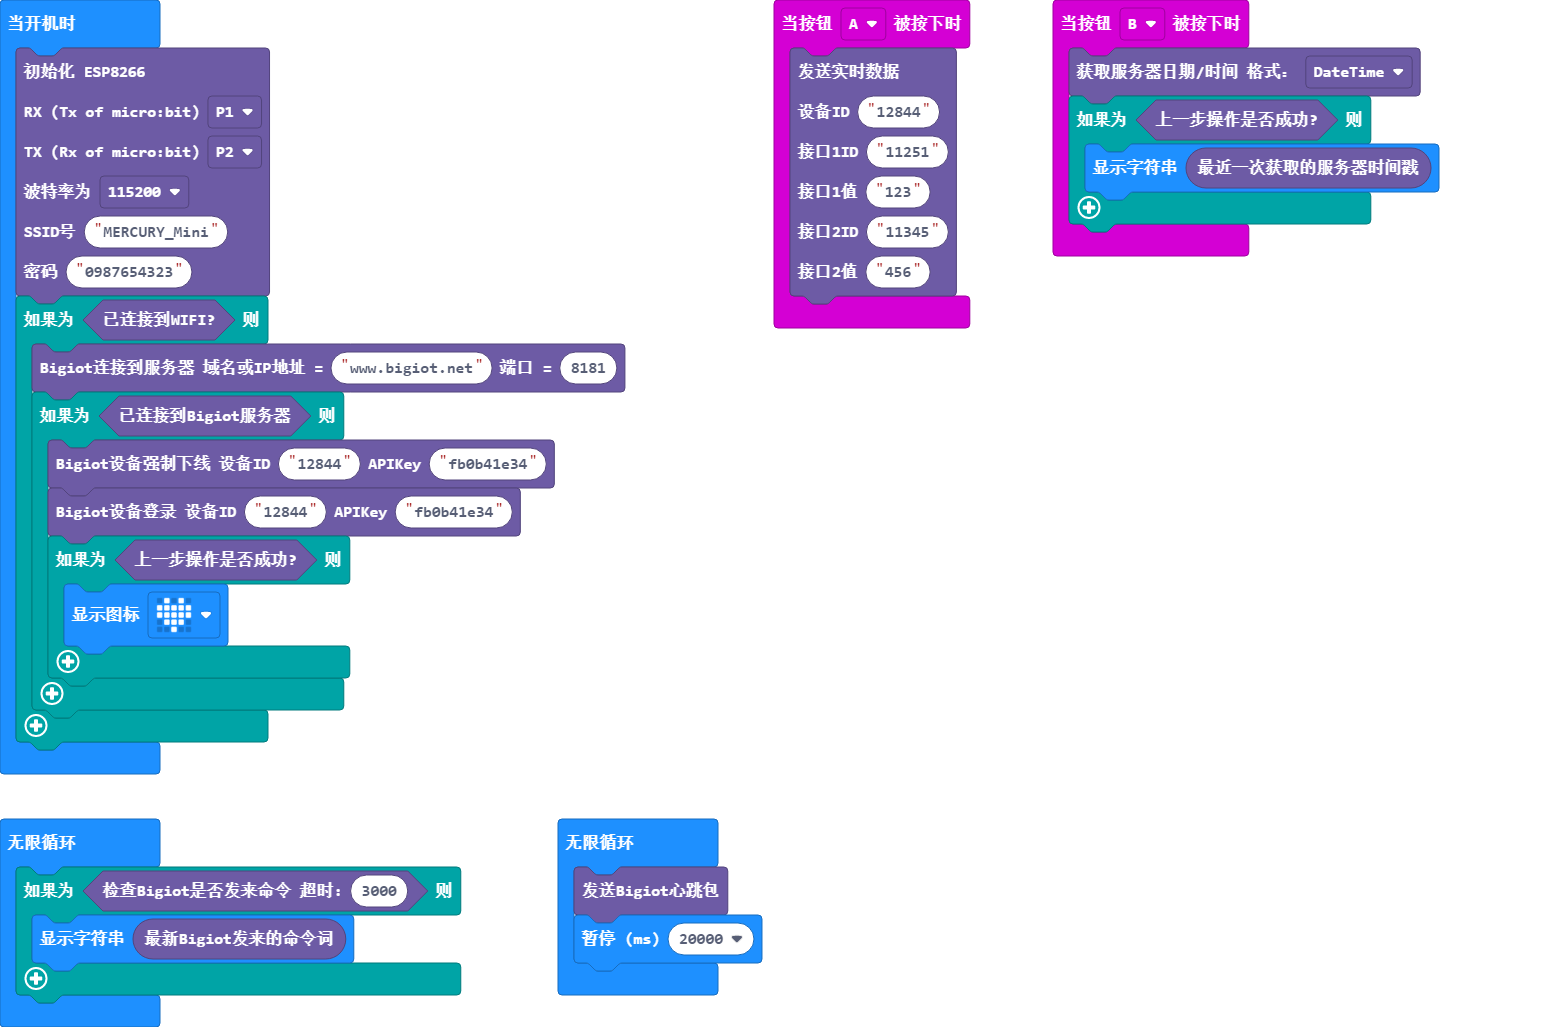 当开机时
初始化 ESP8266
RX (Tx of micro:bit) P1
TX (Rx of micro:bit) P2
波特率为 115200
SSID号 "MERCURY_Mini"
密码 "0987654323"
如果为 已连接到WIFI? 则
Bigiot连接到服务器 域名或IP地址 = "www.bigiot.net" 端口 = 8181
如果为 已连接到Bigiot服务器 则
Bigiot设备强制下线 设备ID "12844" APIKey "fb0b41e34"
Bigiot设备登录 设备ID "12844" APIKey "fb0b41e34"
如果为 上一步操作是否成功? 则
显示图标
当按钮 A 被按下时
发送实时数据
设备ID "12844"
接口1ID "11251"
接口1值 "123"
接口2ID "11345"
接口2值 "456"
当按钮 B 被按下时
获取服务器日期/时间 格式: DateTime
如果为 上一步操作是否成功? 则
显示字符串 最近一次获取的服务器时间戳
无限循环
如果为 检查Bigiot是否发来命令 超时: 3000 则
显示字符串 最新Bigiot发来的命令词
无限循环
发送Bigiot心跳包
暂停 (ms) 20000